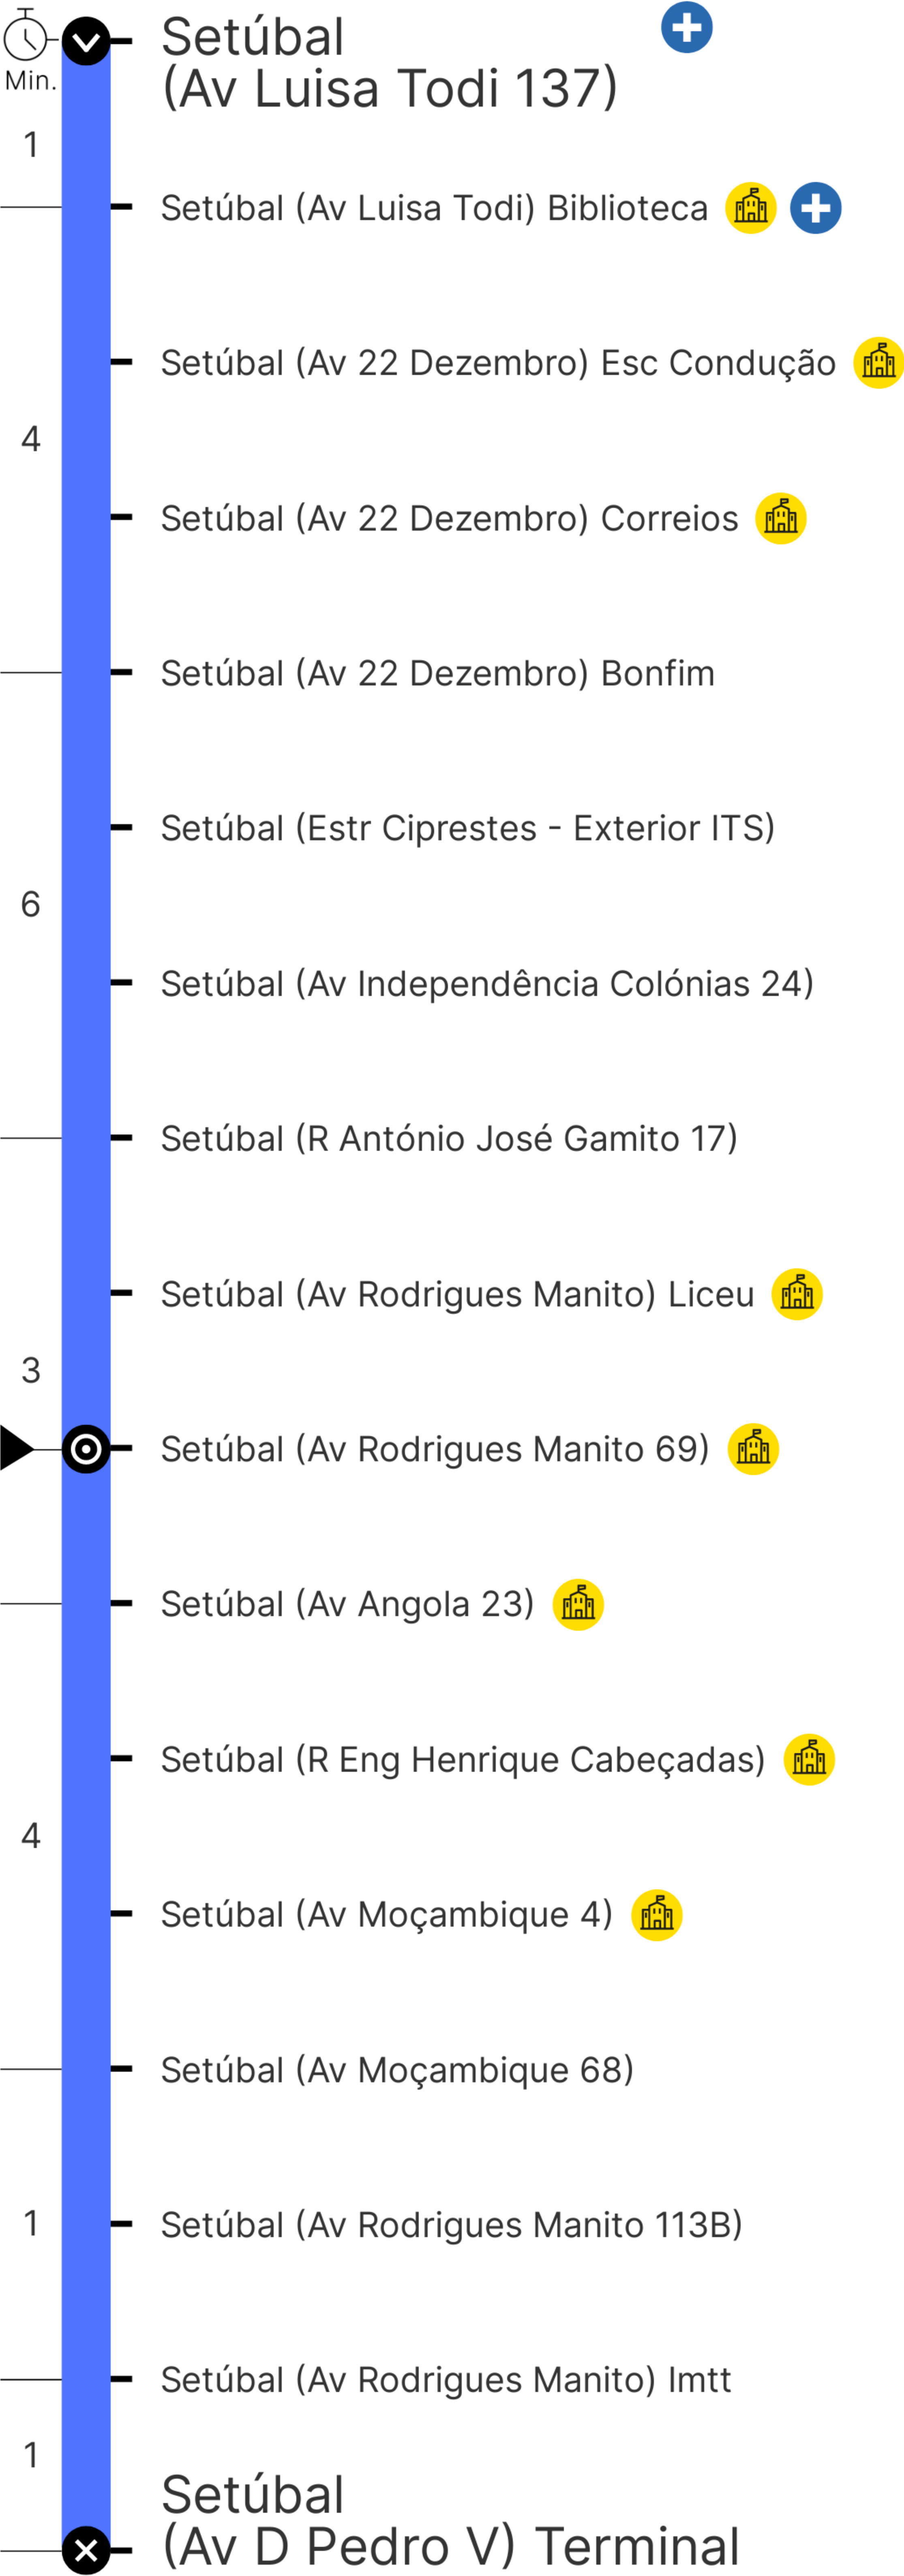 Setúbal
(Av Luisa Todi 137)
Min.
1
Setúbal (Av Luisa Todi) Biblioteca
Setúbal (Av 22 Dezembro) Esc Condução
4
Setúbal (Av 22 Dezembro) Correios
Setúbal (Av 22 Dezembro) Bonfim
Setúbal (Estr Ciprestes - Exterior ITS)
6
Setúbal (Av Independência Colónias 24)
Setúbal (R António José Gamito 17)
Setúbal (Av Rodrigues Manito) Liceu
3
Setúbal (Av Rodrigues Manito 69)
Setúbal (Av Angola 23)
Setúbal (R Eng Henrique Cabeçadas)
4
Setúbal (Av Moçambique 4)
Setúbal (Av Moçambique 68)
1
Setúbal (Av Rodrigues Manito 113B)
Setúbal (Av Rodrigues Manito) Imtt
1
Setúbal
(Av D Pedro V) Terminal